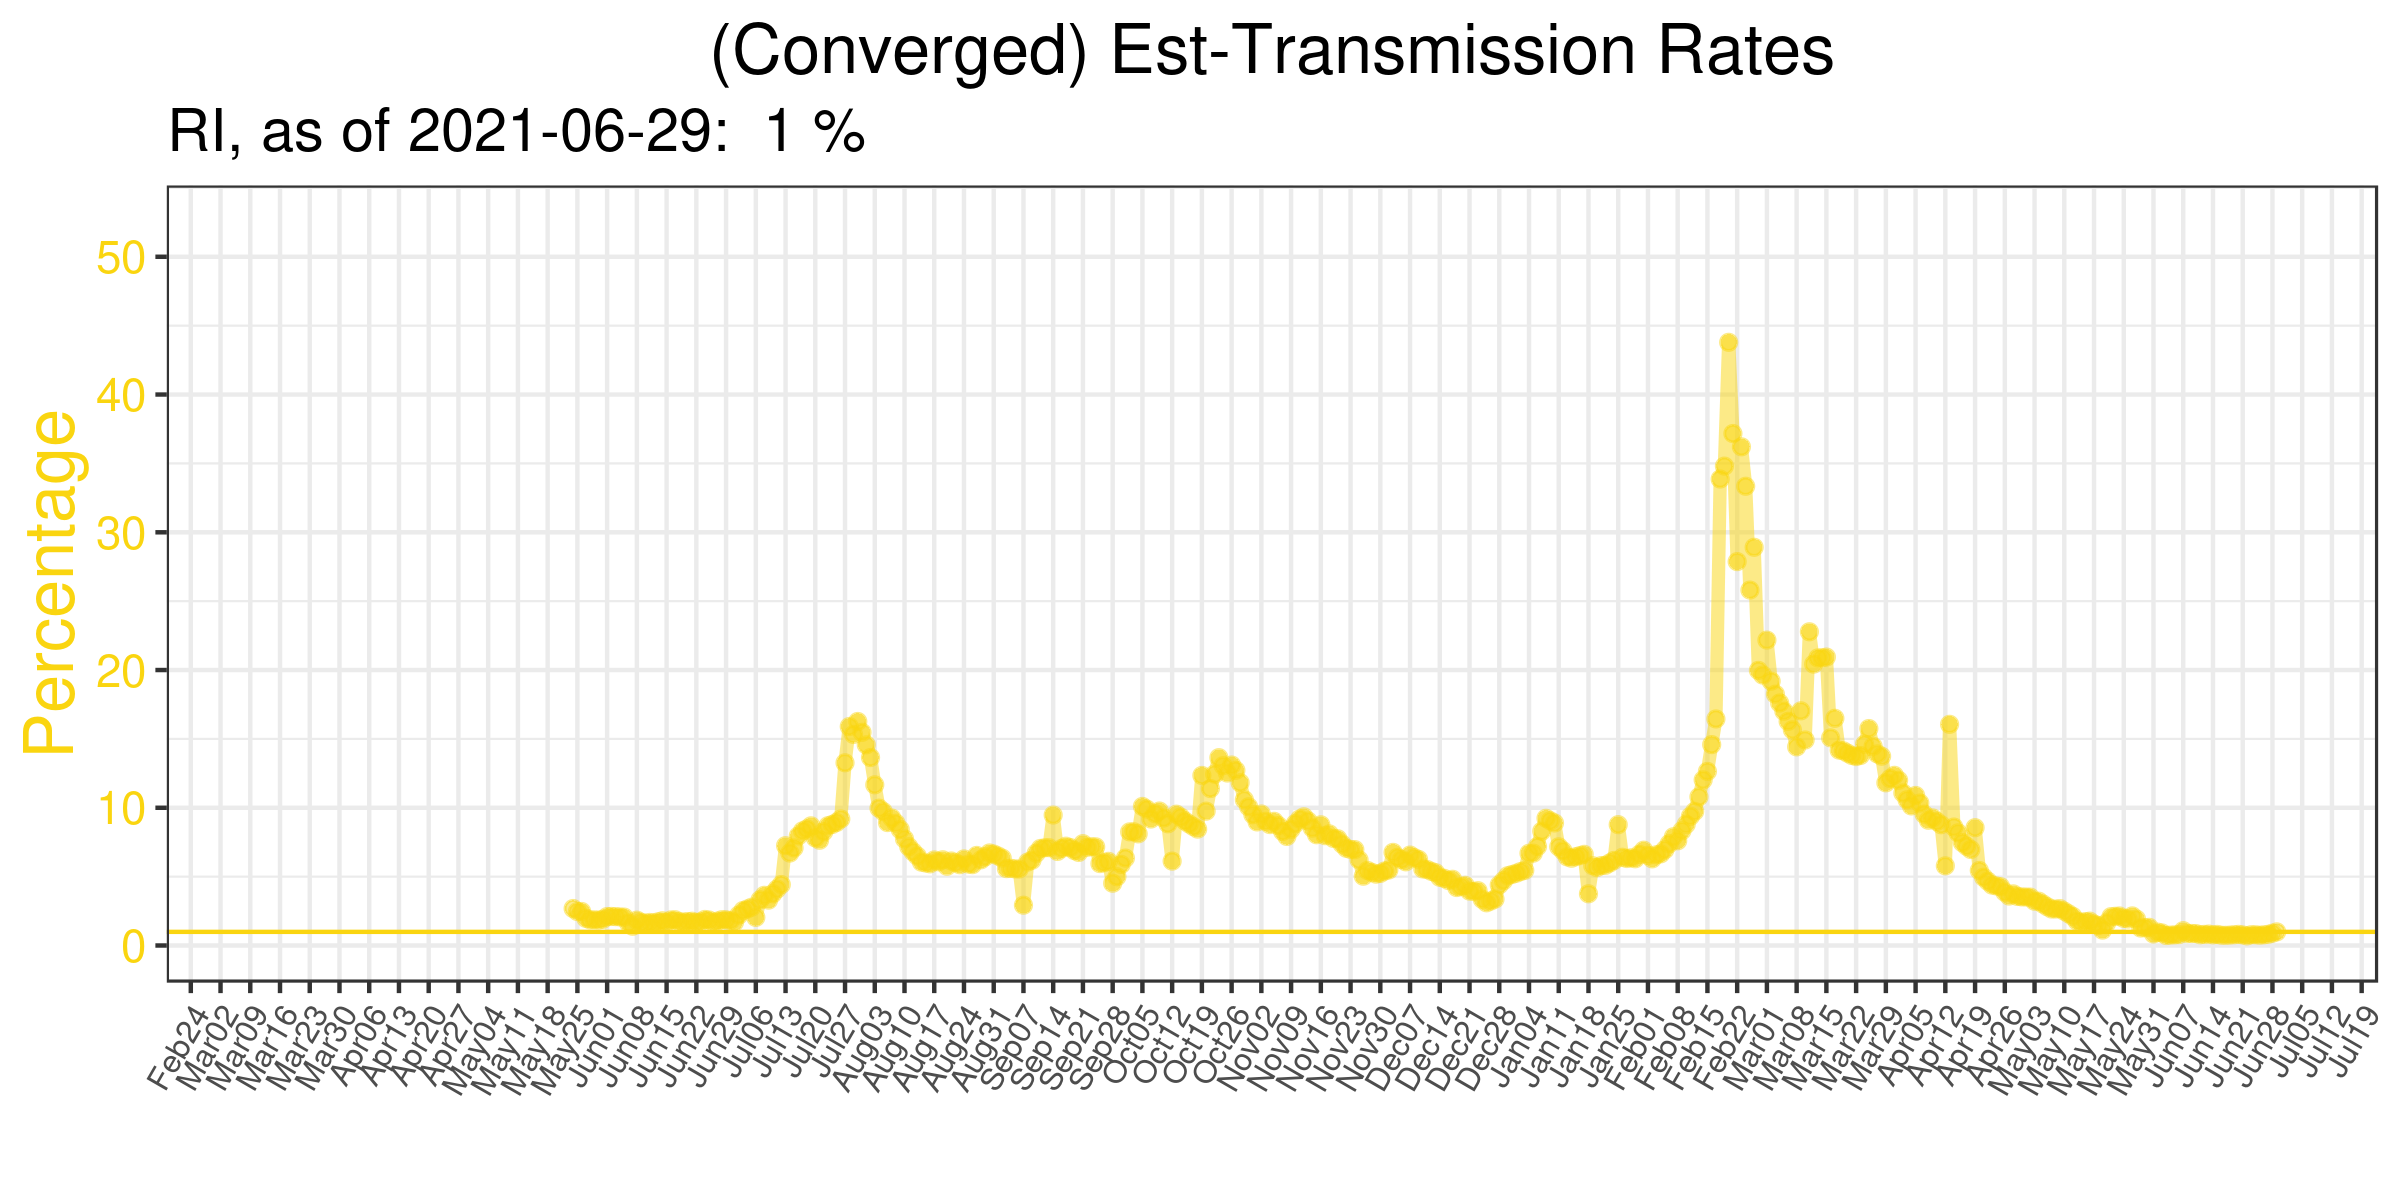 (Converged) Est-Transmission Rates
RI, as of 2021-06-29:  1 %
Percentage
50
40
30
20
10
0
Feb24
Mar02
Mar09
Mar16
Mar23
Mar30
Apr06
Apr13
Apr20
Apr27
May04
May11
May18
May25
Jun01
Jun08
Jun15
Jun22
Jun29
Jul06
Jul13
Jul20
Jul27
Aug03
Aug10
Aug17
Aug24
Aug31
Sep07
Sep14
Sep21
Sep28
Oct05
Oct12
Oct19
Oct26
Nov02
Nov09
Nov16
Nov23
Nov30
Dec07
Dec14
Dec21
Dec28
Jan04
Jan11
Jan18
Jan25
Feb01
Feb08
Feb15
Feb22
Mar01
Mar08
Mar15
Mar22
Mar29
Apr05
Apr12
Apr19
Apr26
May03
May10
May17
May24
May31
Jun07
Jun14
Jun21
Jun28
Jul05
Jul12
Jul19